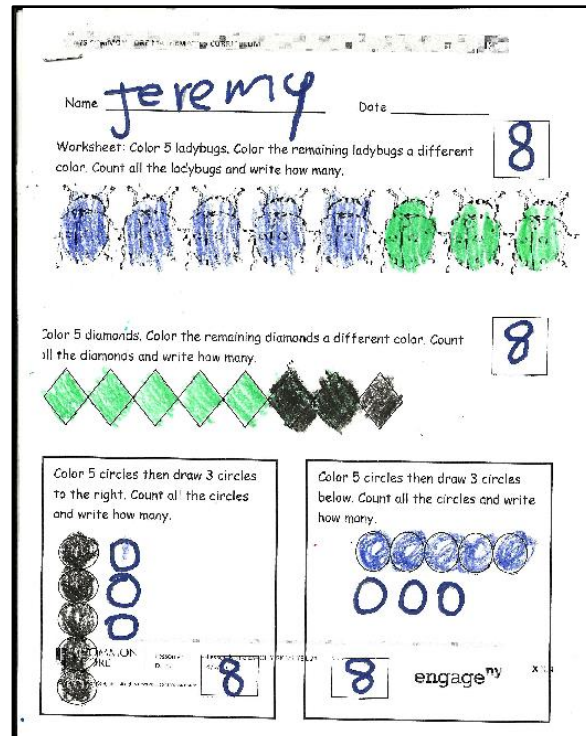 Name Jeremy Date
Worksheet: Color 5 ladybugs. Color the remaining ladybugs a different
color. Count all the ladybugs and write how many.
8
Color 5 diamonds. Color the remaining diamonds a different color. Count
all the diamonds and write how many.
8
Color 5 circles then draw 3 circles
to the right. Count all the circles
and write how many.
8
Color 5 circles then draw 3 circles
below. Count all the circles and write
how many.
8
COMMON
CORE
engage ny